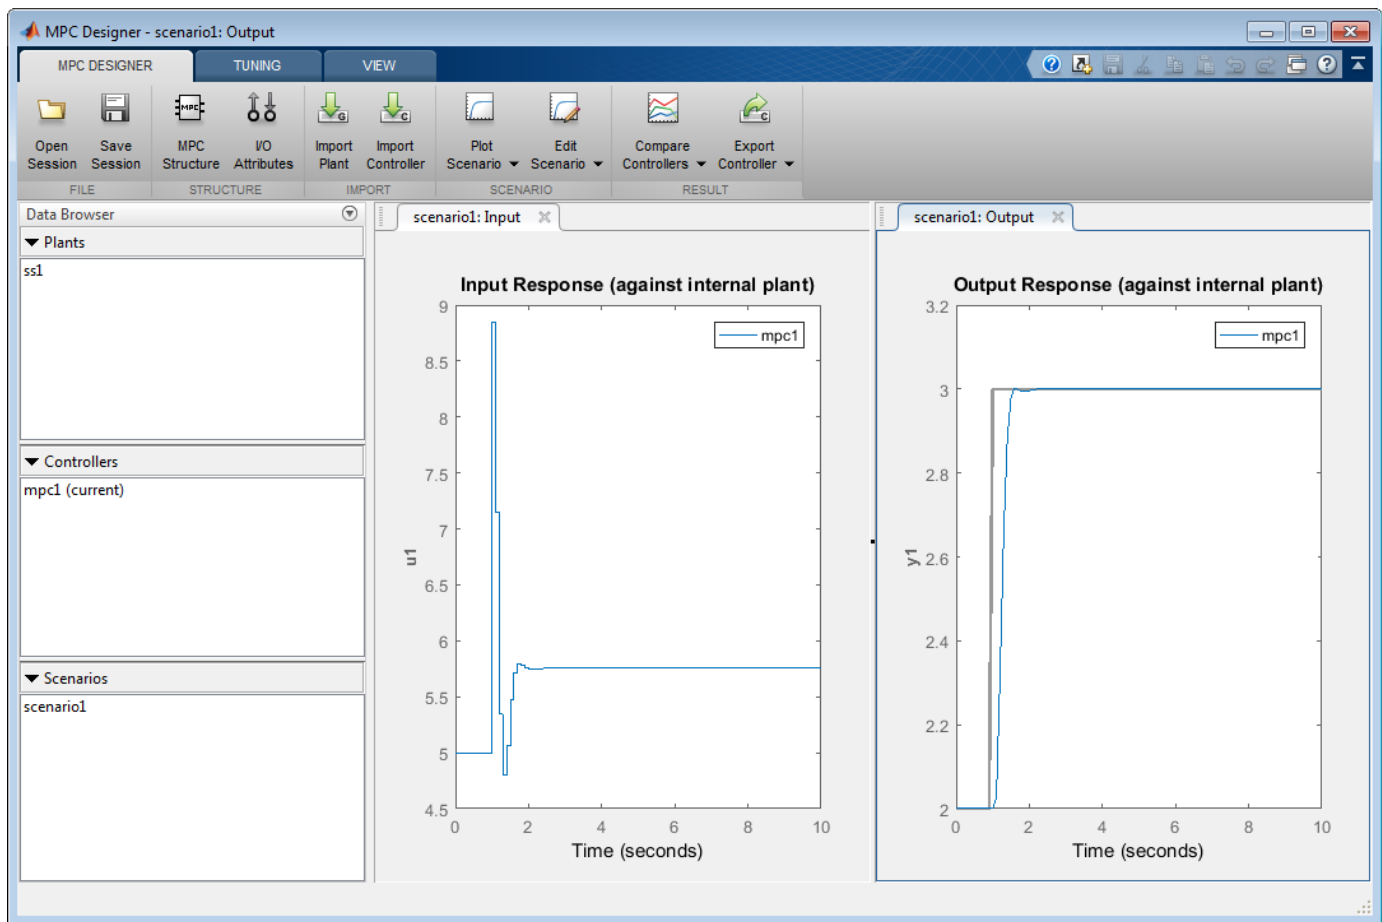 MPC Designer - scenario1: Output
MPC DESIGNER TUNING VIEW
MPC
G
C
C
Open Session
Save Session
MPC Structure
I/O Attributes
Import Plant
Import Controller
Plot Scenario
Edit Scenario
Compare Controllers
Export Controller
FILE STRUCTURE IMPORT SCENARIO RESULT
Data Browser
Plants
ss1
Controllers
mpc1 (current)
Scenarios
scenario1
scenario1: Input
Input Response (against internal plant)
mpc1
9
8.5
8
7.5
7
6.5
6
5.5
5
4.5
u1
0 2 4 6 8 10
Time (seconds)
scenario1: Output
Output Response (against internal plant)
mpc1
3.2
3
2.8
2.6
2.4
2.2
2
y1
0 2 4 6 8 10
Time (seconds)